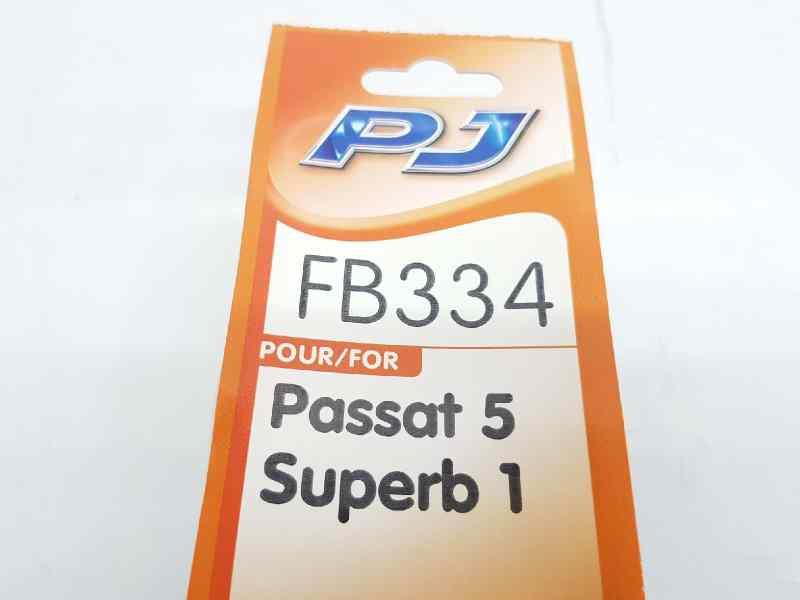 PJ
FB334
POUR/FOR
Passat 5
Superb 1